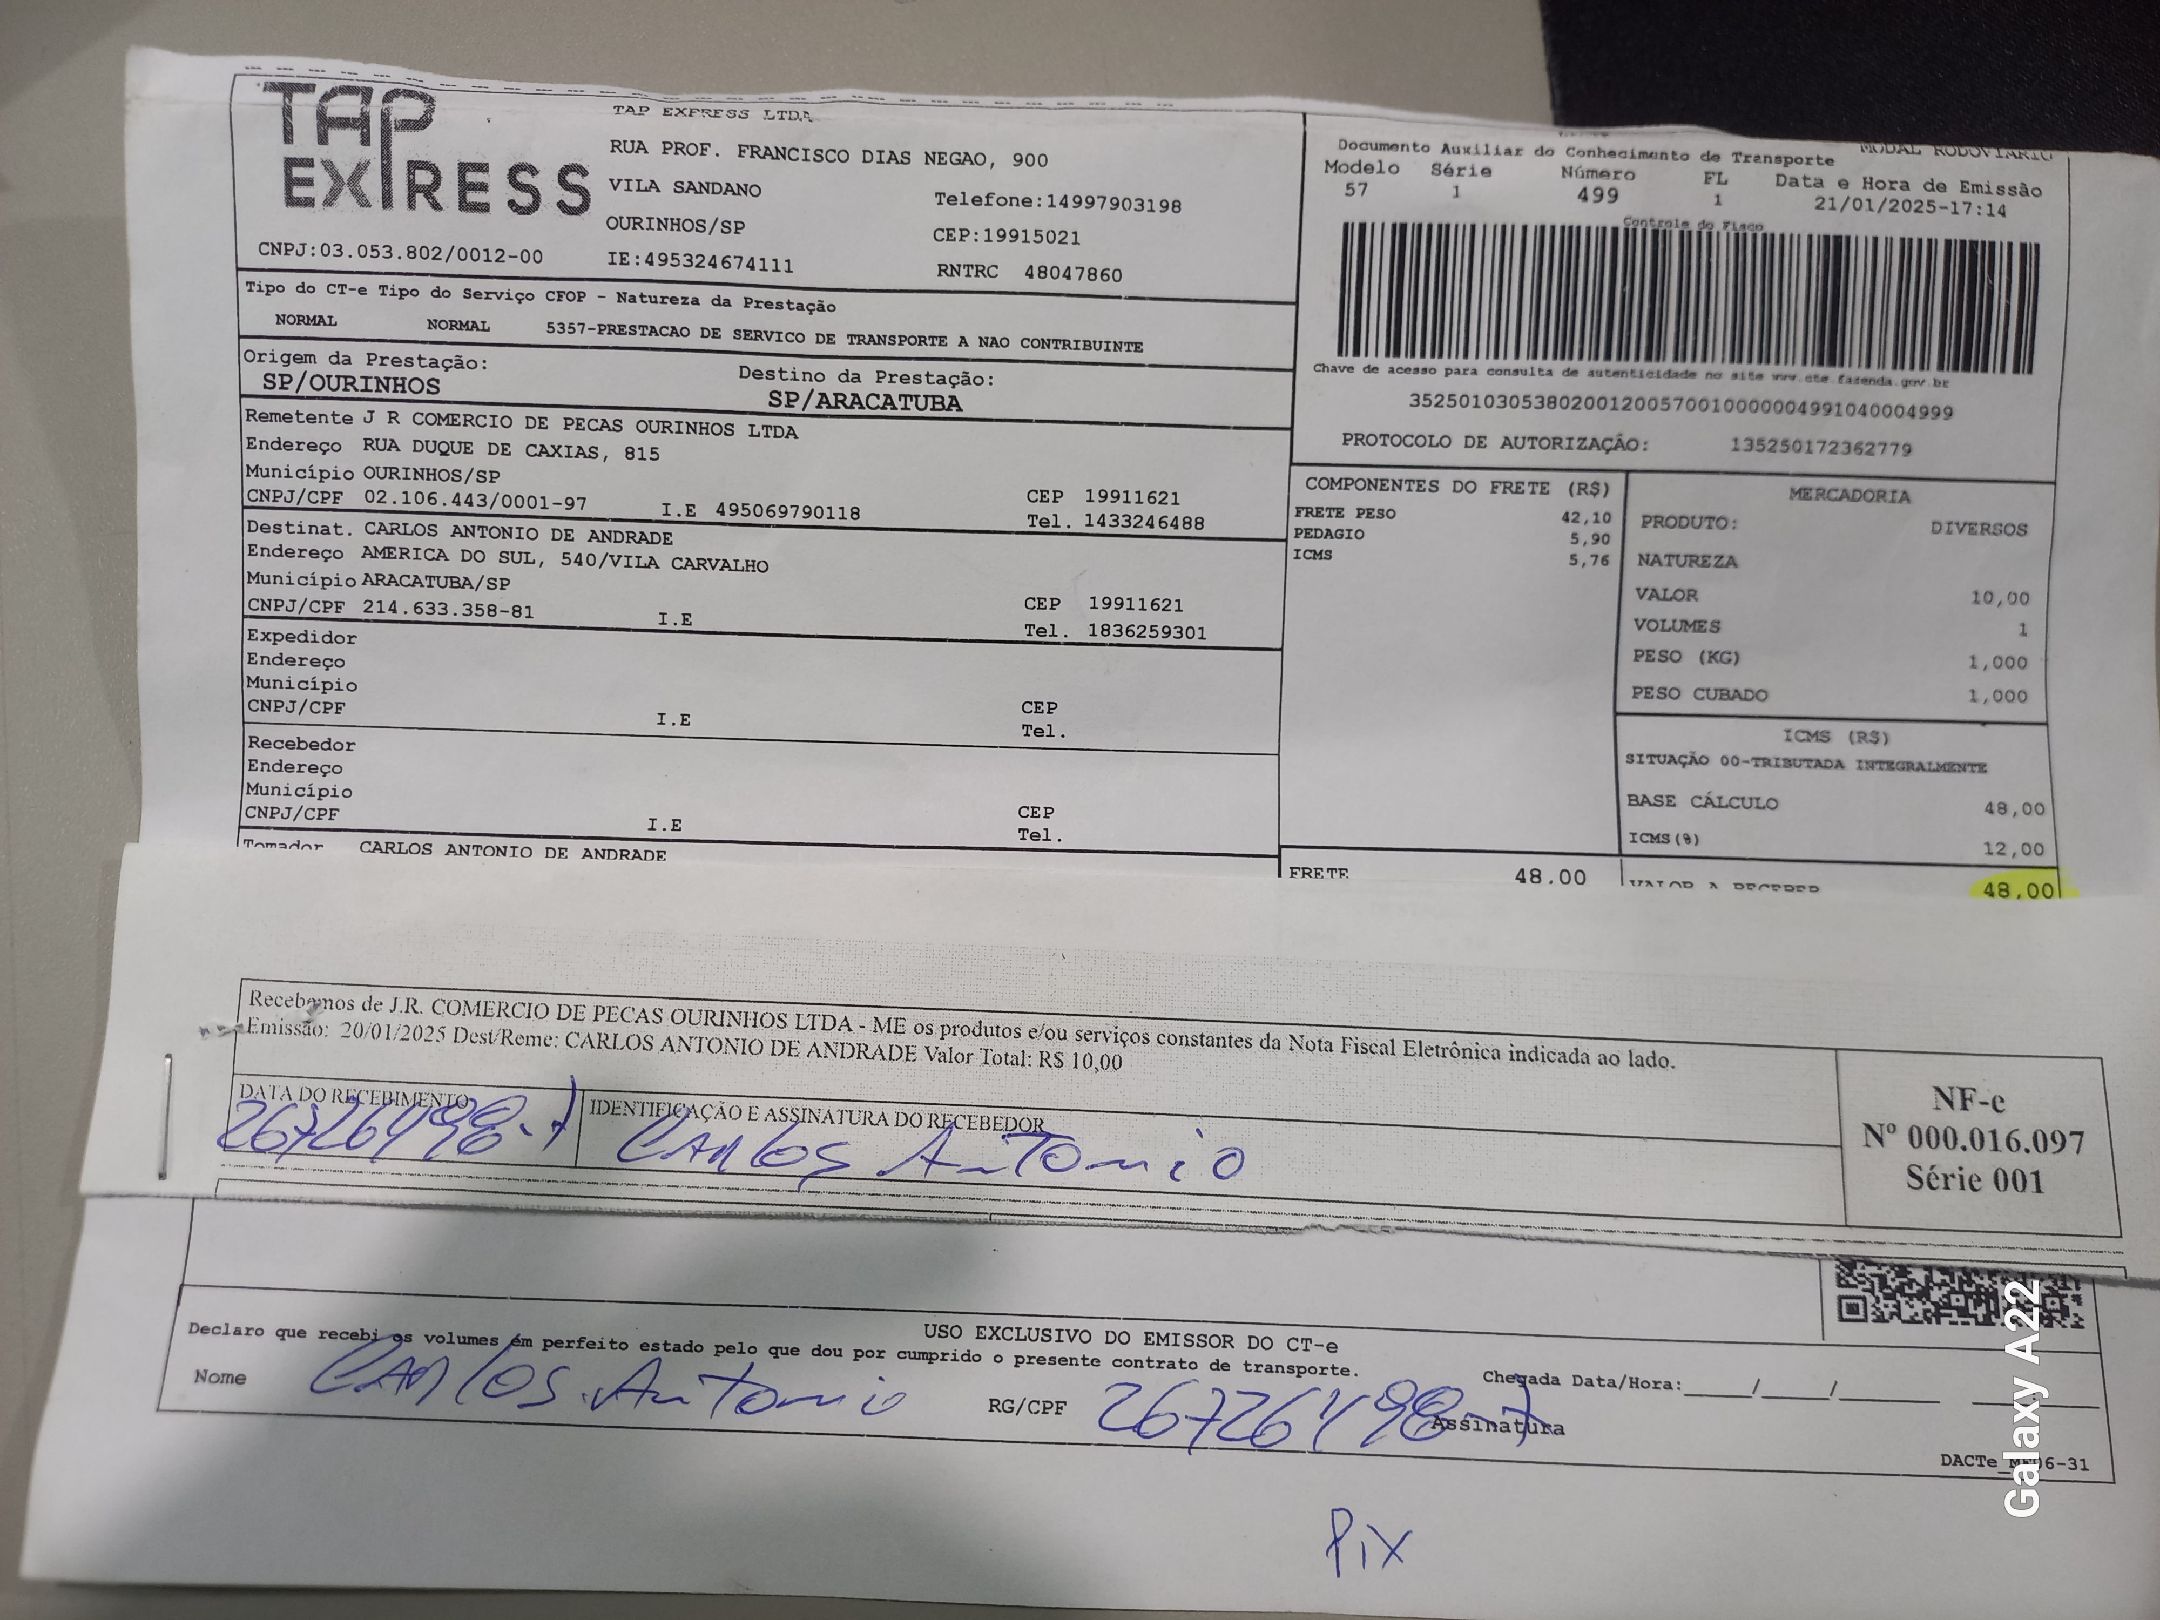 TAP EXPRESS
TAP EXPRESS LTDA
RUA PROF. FRANCISCO DIAS NEGAO, 900
VILA SANDANO
Telefone:14997903198
OURINHOS/SP
CEP:19915021
CNPJ:03.053.802/0012-00
IE:495324674111
RNTRC 48047860
MODAL RODOVIARIO
Documento Auxiliar do Conhecimento de Transporte
Modelo Série Número FL Data e Hora de Emissão
57 1 499 1 21/01/2025-17:14
Controle do Fisco
Chave de acesso para consulta de autenticidade no site www.cte.fazenda.gov.br
35250103053802001200570010000004991040004999
PROTOCOLO DE AUTORIZAÇÃO: 135250172362779
Tipo do CT-e Tipo do Serviço CFOP - Natureza da Prestação
NORMAL NORMAL 5357-PRESTACAO DE SERVICO DE TRANSPORTE A NAO CONTRIBUINTE
Origem da Prestação: Destino da Prestação:
SP/OURINHOS SP/ARACATUBA
Remetente J R COMERCIO DE PECAS OURINHOS LTDA
Endereço RUA DUQUE DE CAXIAS, 815
Município OURINHOS/SP CEP 19911621
CNPJ/CPF 02.106.443/0001-97 I.E 495069790118 Tel. 1433246488
Destinat. CARLOS ANTONIO DE ANDRADE
Endereço AMERICA DO SUL, 540/VILA CARVALHO
Município ARACATUBA/SP CEP 19911621
CNPJ/CPF 214.633.358-81 I.E Tel. 1836259301
Expedidor
Endereço
Município CEP
CNPJ/CPF I.E Tel.
Recebedor
Endereço
Município CEP
CNPJ/CPF I.E Tel.
Tomador CARLOS ANTONIO DE ANDRADE
COMPONENTES DO FRETE (R$)
FRETE PESO 42,10
PEDAGIO 5,90
ICMS 5,76
FRETE 48,00
MERCADORIA
PRODUTO: DIVERSOS
NATUREZA
VALOR 10,00
VOLUMES 1
PESO (KG) 1,000
PESO CUBADO 1,000
ICMS (R$)
SITUAÇÃO 00-TRIBUTADA INTEGRALMENTE
BASE CÁLCULO 48,00
ICMS(%) 12,00
VALOR A RECEBER 48,00
Recebemos de J.R. COMERCIO DE PECAS OURINHOS LTDA - ME os produtos e/ou serviços constantes da Nota Fiscal Eletrônica indicada ao lado.
Emissão: 20/01/2025 Dest/Reme: CARLOS ANTONIO DE ANDRADE Valor Total: R$ 10,00
DATA DO RECEBIMENTO IDENTIFICAÇÃO E ASSINATURA DO RECEBEDOR
26726498-7 Carlos Antonio
NF-e
Nº 000.016.097
Série 001
USO EXCLUSIVO DO EMISSOR DO CT-e
Declaro que recebi os volumes em perfeito estado pelo que dou por cumprido o presente contrato de transporte.
Chegada Data/Hora:____/____/____
Nome Carlos Antonio RG/CPF 26726498-7 Assinatura
Pix
Galaxy A22